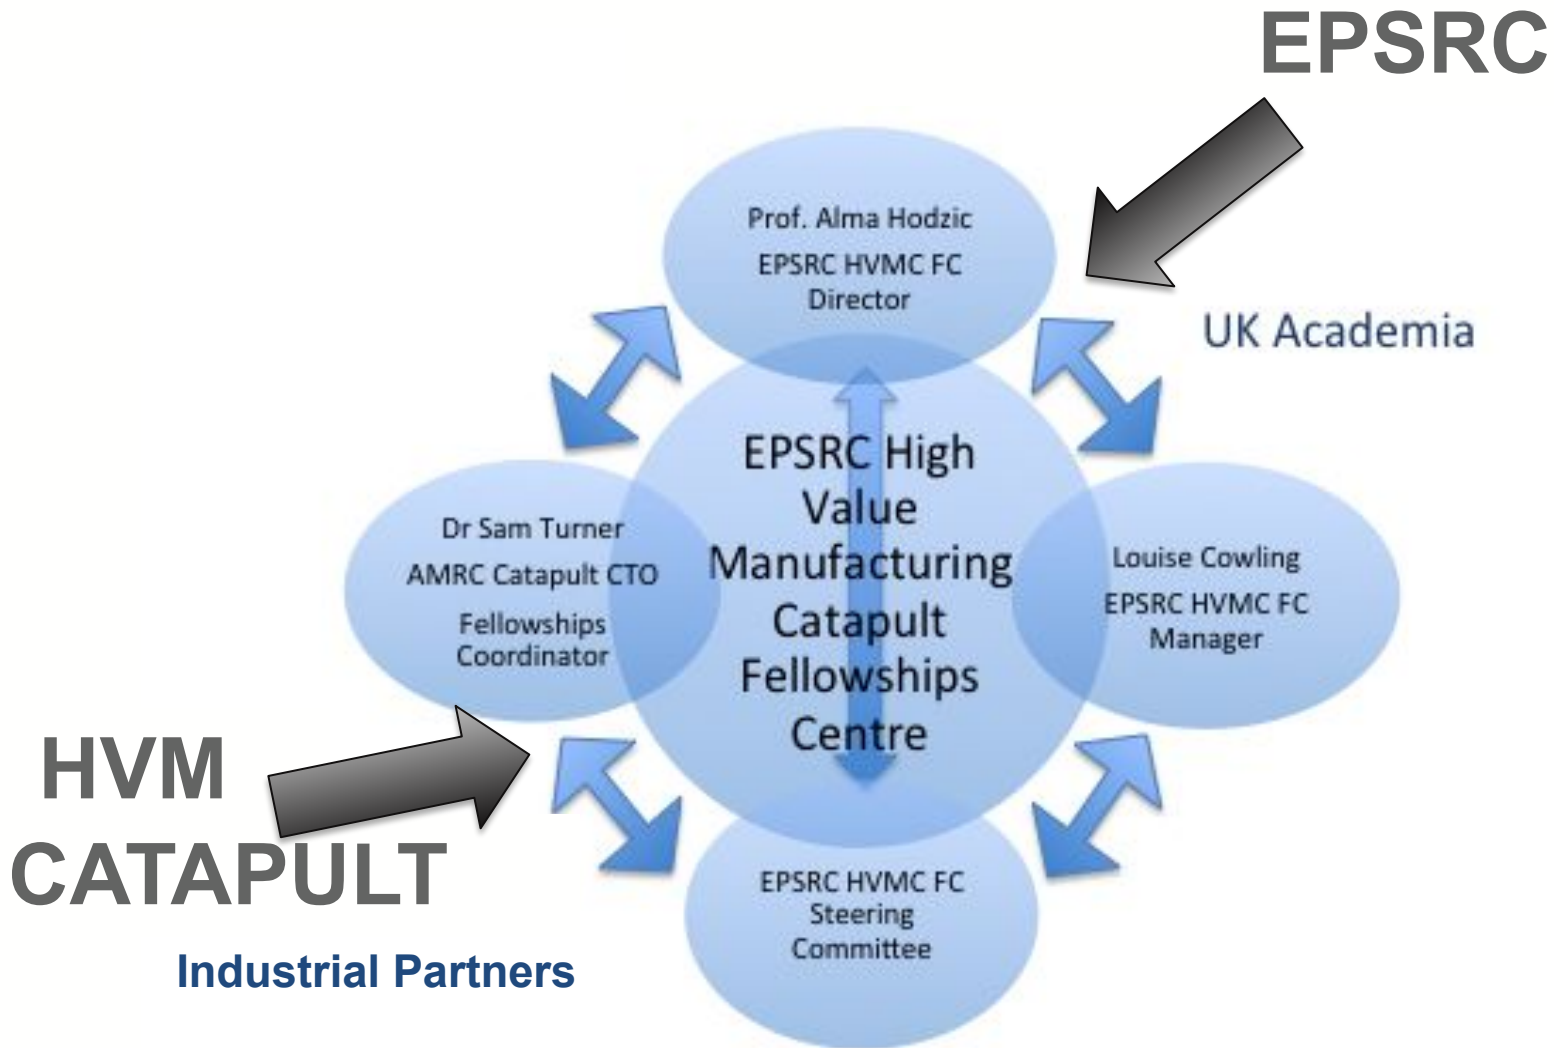 EPSRC
Prof. Alma Hodzic
EPSRC HVMC FC
Director
UK Academia
EPSRC High
Value
Manufacturing
Catapult
Fellowships
Centre
Dr Sam Turner
AMRC Catapult CTO
Fellowships
Coordinator
Louise Cowling
EPSRC HVMC FC
Manager
HVM
CATAPULT
EPSRC HVMC FC
Steering
Committee
Industrial Partners